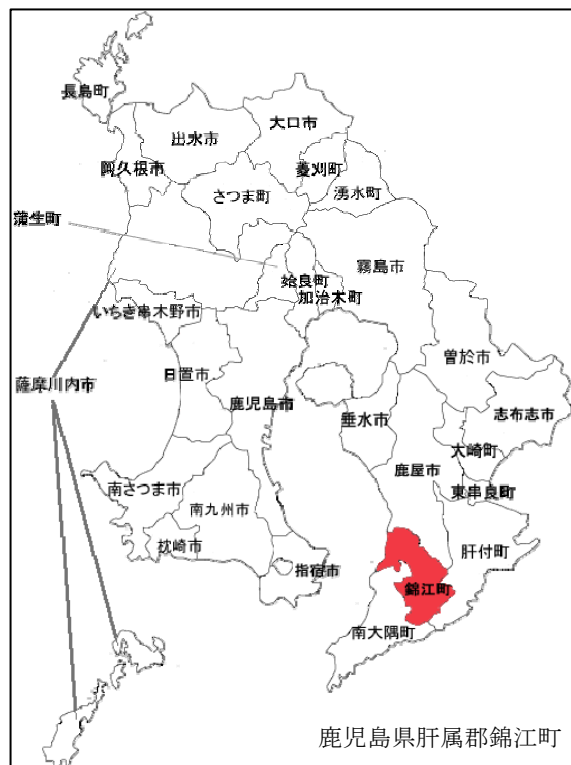 長島町
出水市
大口市
阿久根市
菱刈町
さつま町
湧水町
蒲生町
霧島市
姶良町
加治木町
いちき串木野市
曽於市
日置市
薩摩川内市
鹿児島市
垂水市
志布志市
大崎町
鹿屋市
南さつま市
東串良町
南九州市
枕崎市
肝付町
指宿市
錦江町
南大隅町
鹿児島県肝属郡錦江町